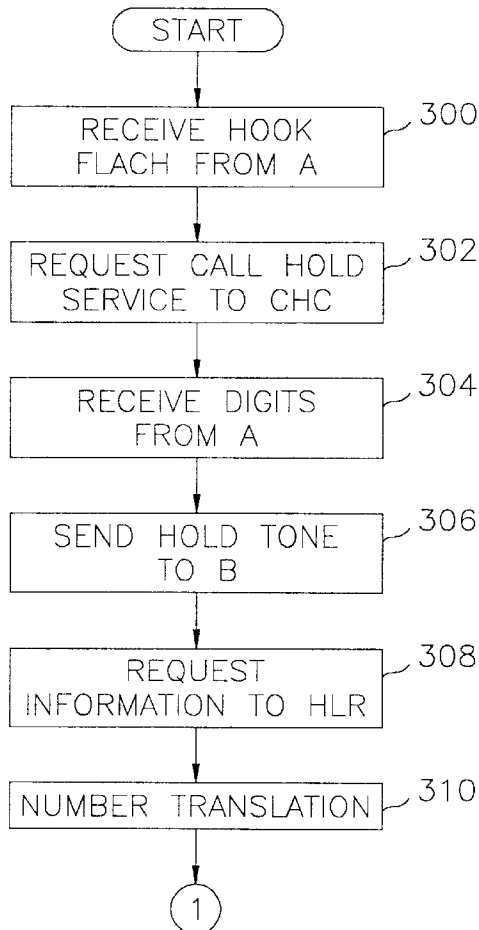 START
RECEIVE HOOK
FLACH FROM A
300
REQUEST CALL HOLD
SERVICE TO CHC
302
RECEIVE DIGITS
FROM A
304
SEND HOLD TONE
TO B
306
REQUEST
INFORMATION TO HLR
308
NUMBER TRANSLATION
310
1